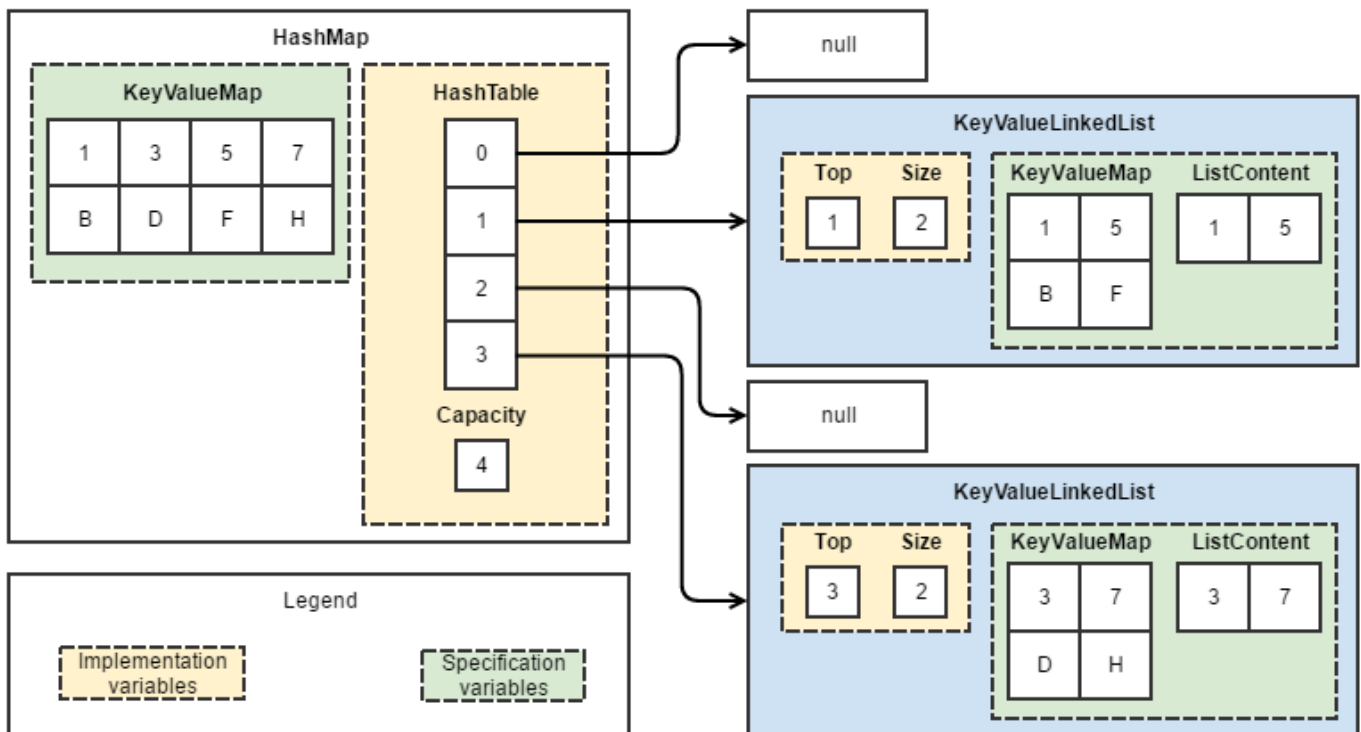 HashMap
KeyValueMap
1 3 5 7
B D F H
HashTable
0
1
2
3
Capacity
4
null
KeyValueLinkedList
Top Size
1 2
KeyValueMap ListContent
1 5 1 5
B F
null
KeyValueLinkedList
Top Size
3 2
KeyValueMap ListContent
3 7 3 7
D H
Legend
Implementation
variables
Specification
variables